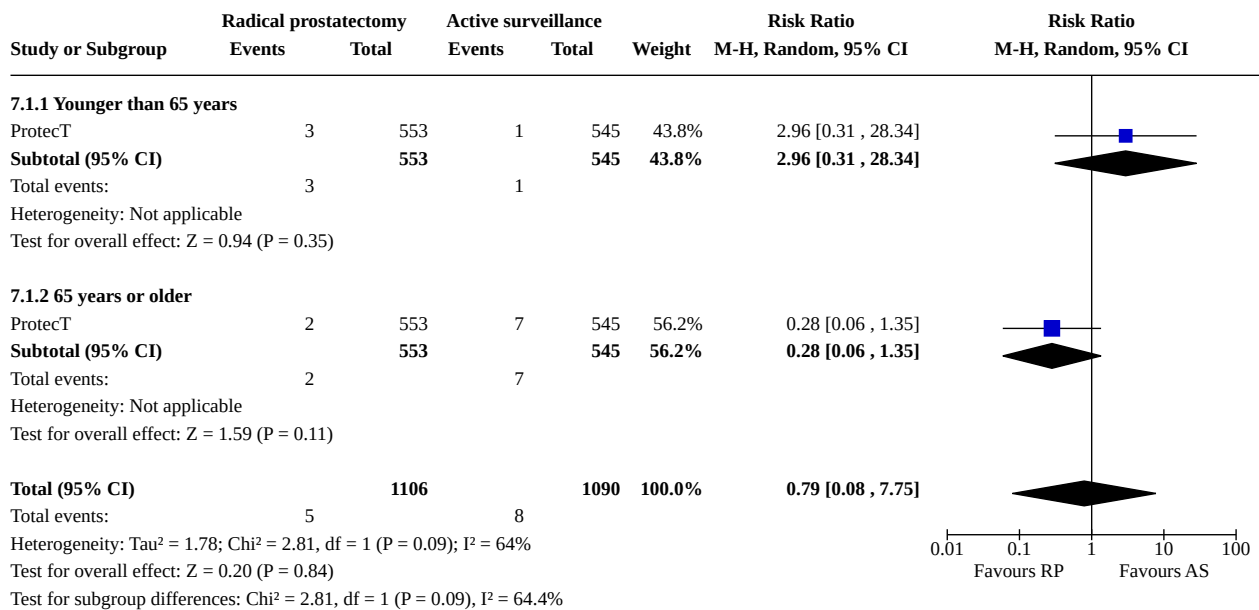 Radical prostatectomy Active surveillance Risk Ratio Risk Ratio
Study or Subgroup Events Total Events Total Weight M-H, Random, 95% CI M-H, Random, 95% CI
7.1.1 Younger than 65 years
ProtecT 3 553 1 545 43.8% 2.96 [0.31 , 28.34]
Subtotal (95% CI) 553 545 43.8% 2.96 [0.31 , 28.34]
Total events: 3 1
Heterogeneity: Not applicable
Test for overall effect: Z = 0.94 (P = 0.35)
7.1.2 65 years or older
ProtecT 2 553 7 545 56.2% 0.28 [0.06 , 1.35]
Subtotal (95% CI) 553 545 56.2% 0.28 [0.06 , 1.35]
Total events: 2 7
Heterogeneity: Not applicable
Test for overall effect: Z = 1.59 (P = 0.11)
Total (95% CI) 1106 1090 100.0% 0.79 [0.08 , 7.75]
Total events: 5 8
Heterogeneity: Tau² = 1.78; Chi² = 2.81, df = 1 (P = 0.09); I² = 64%
0.01 0.1 1 10 100
Test for overall effect: Z = 0.20 (P = 0.84) Favours RP Favours AS
Test for subgroup differences: Chi² = 2.81, df = 1 (P = 0.09), I² = 64.4%